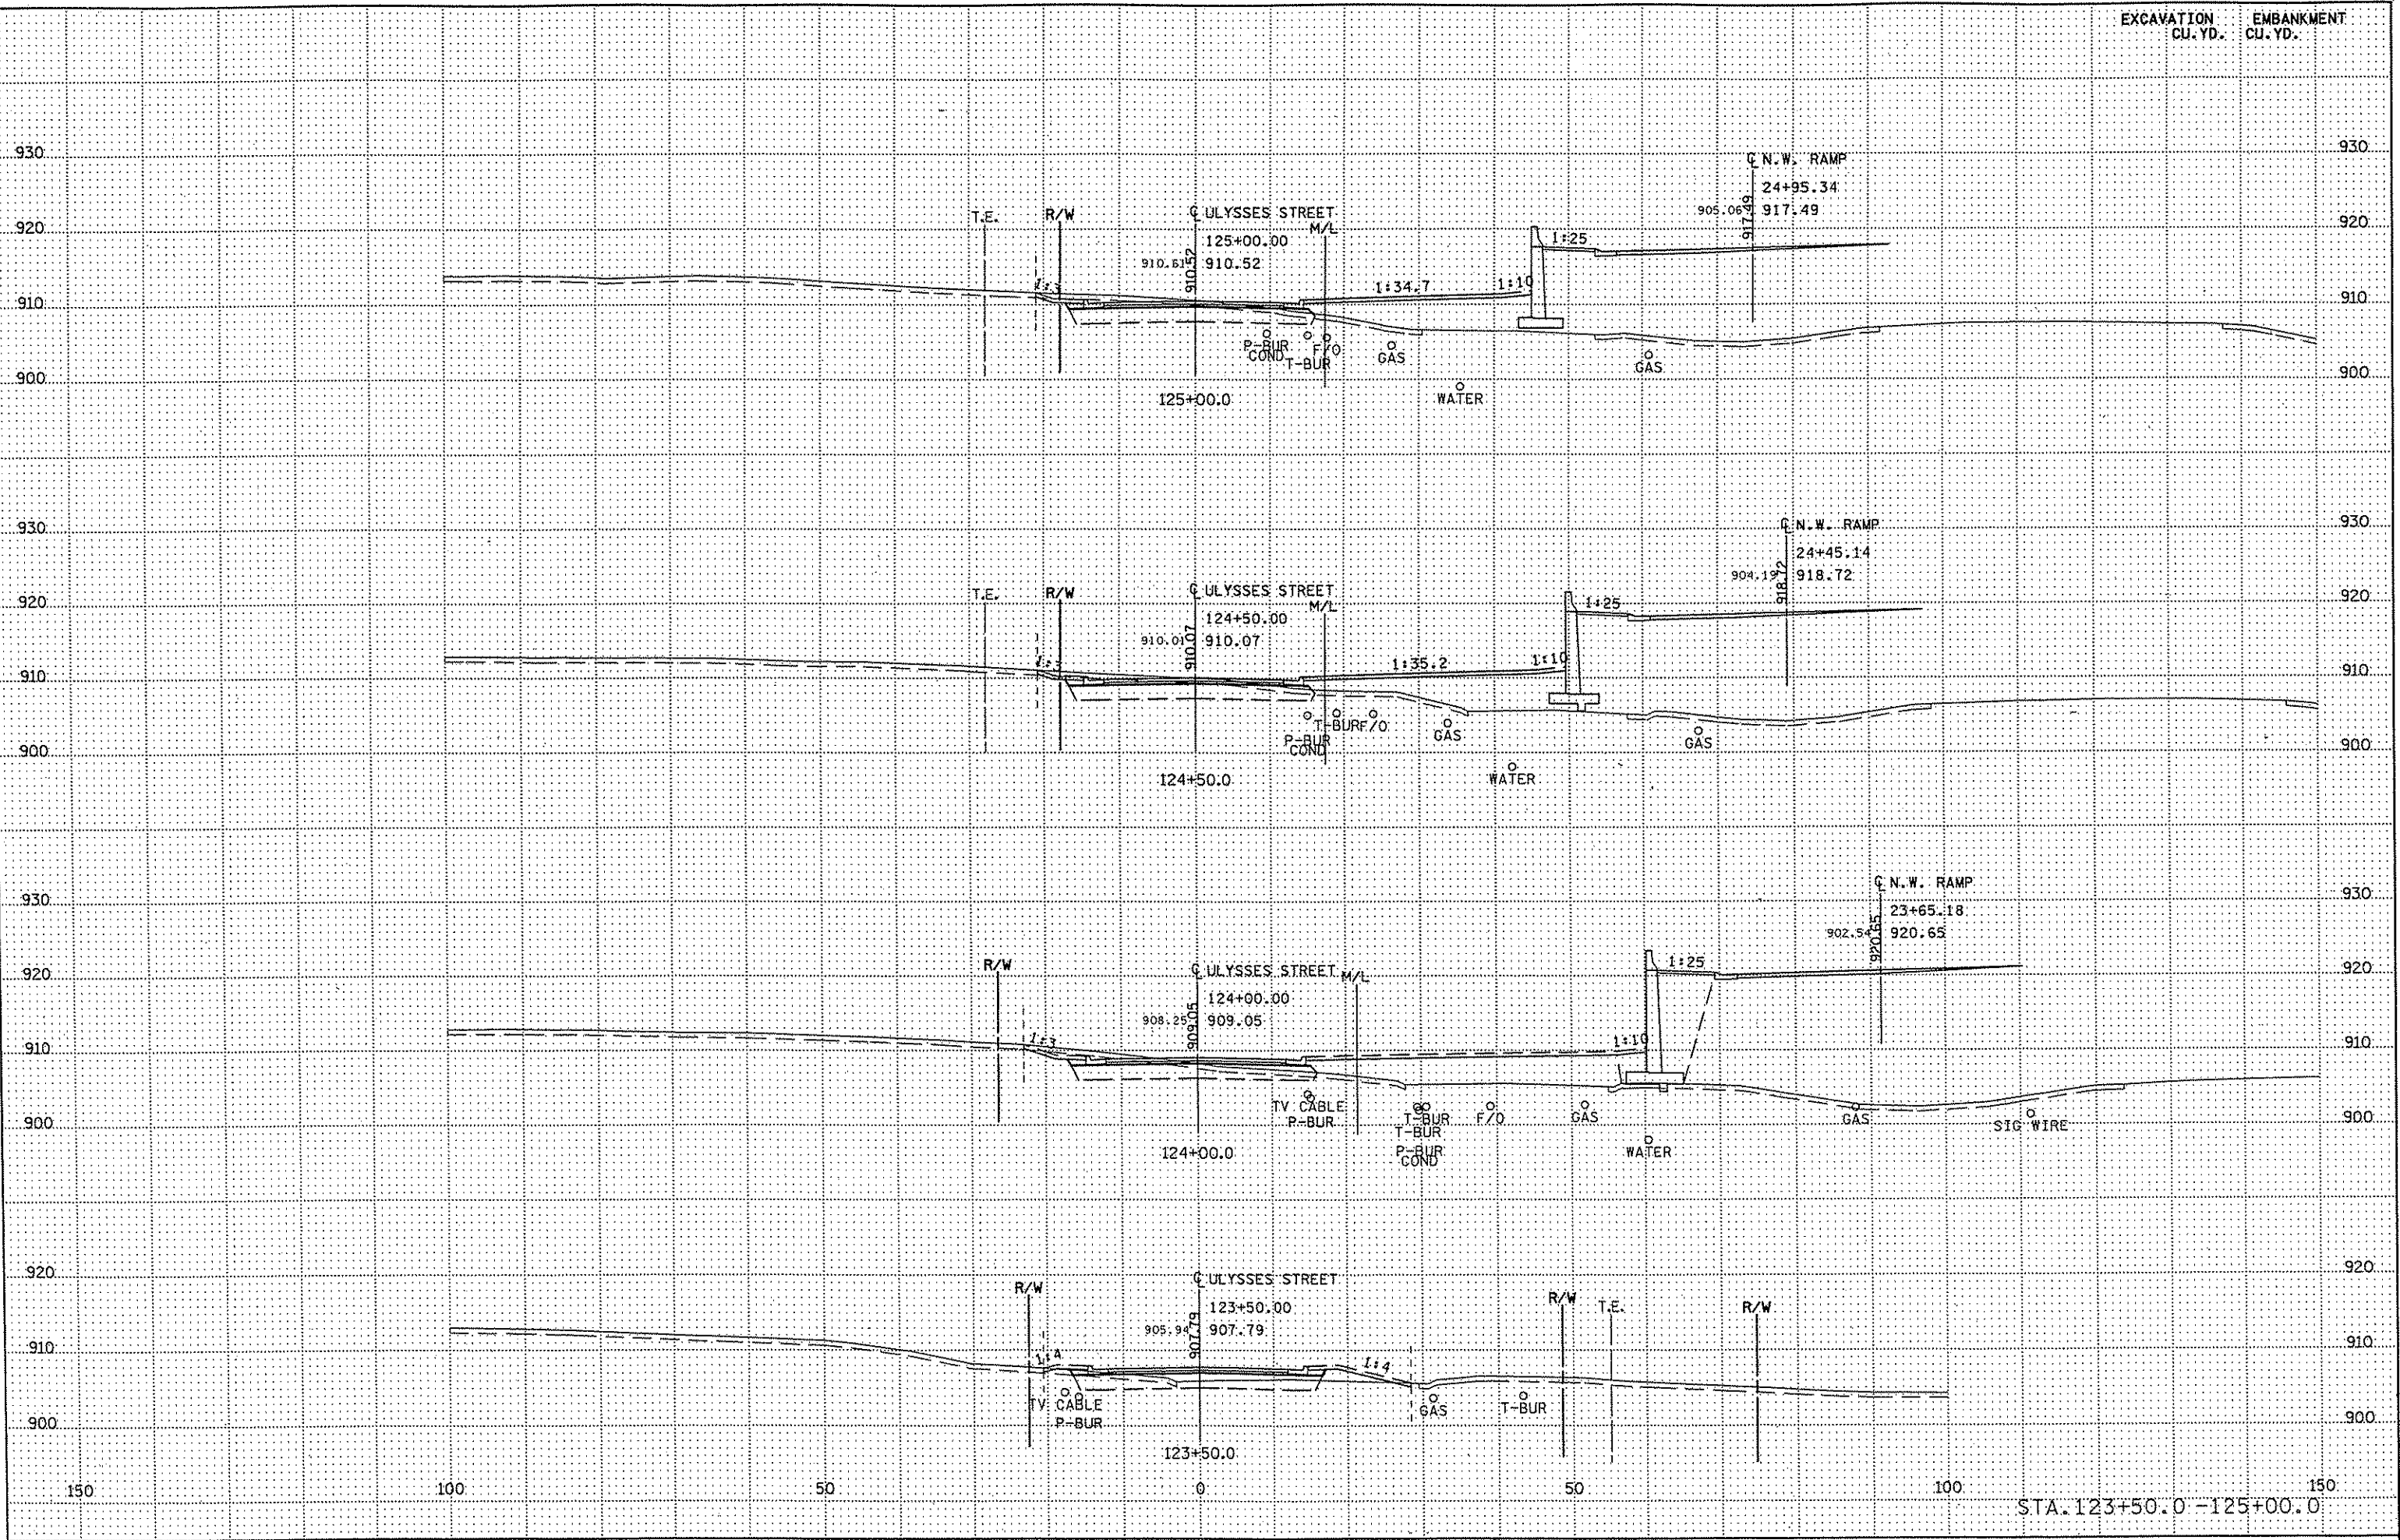 EXCAVATION EMBANKMENT
CU.YD. CU.YD.
930 930
℄ N.W. RAMP
24+95.34
905.06 917.49 917.49
T.E. R/W ℄ ULYSSES STREET
M/L
920 920
125+00.00
910.61 910.52 910.52
1:25
1:3 1:34.7 1:10
910 910
P-BUR
COND
T-BUR
F/O
GAS
GAS
900 900
WATER
125+00.0
930 930
℄ N.W. RAMP
24+45.14
904.19 918.72 918.72
T.E. R/W ℄ ULYSSES STREET
M/L
920 920
124+50.00
910.01 910.07 910.07
1:25
1:3 1:35.2 1:10
910 910
T-BUR F/O
P-BUR
COND
GAS
GAS
900 900
WATER
124+50.0
930 930
℄ N.W. RAMP
23+65.18
902.54 920.65 920.65
R/W ℄ ULYSSES STREET M/L
920 920
124+00.00
908.25 909.05 909.05
1:25
1:3 1:10
910 910
TV CABLE
P-BUR
T-BUR
T-BUR
P-BUR
COND
F/O
GAS
GAS
SIG WIRE
900 900
WATER
124+00.0
920 920
R/W ℄ ULYSSES STREET R/W T.E. R/W
123+50.00
905.94 907.79 907.79
1:4 1:4
910 910
TV CABLE
P-BUR
GAS
T-BUR
900 900
123+50.0
150 100 50 0 50 100 150
STA.123+50.0 -125+00.0